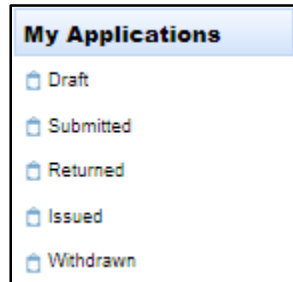 My Applications
Draft
Submitted
Returned
Issued
Withdrawn